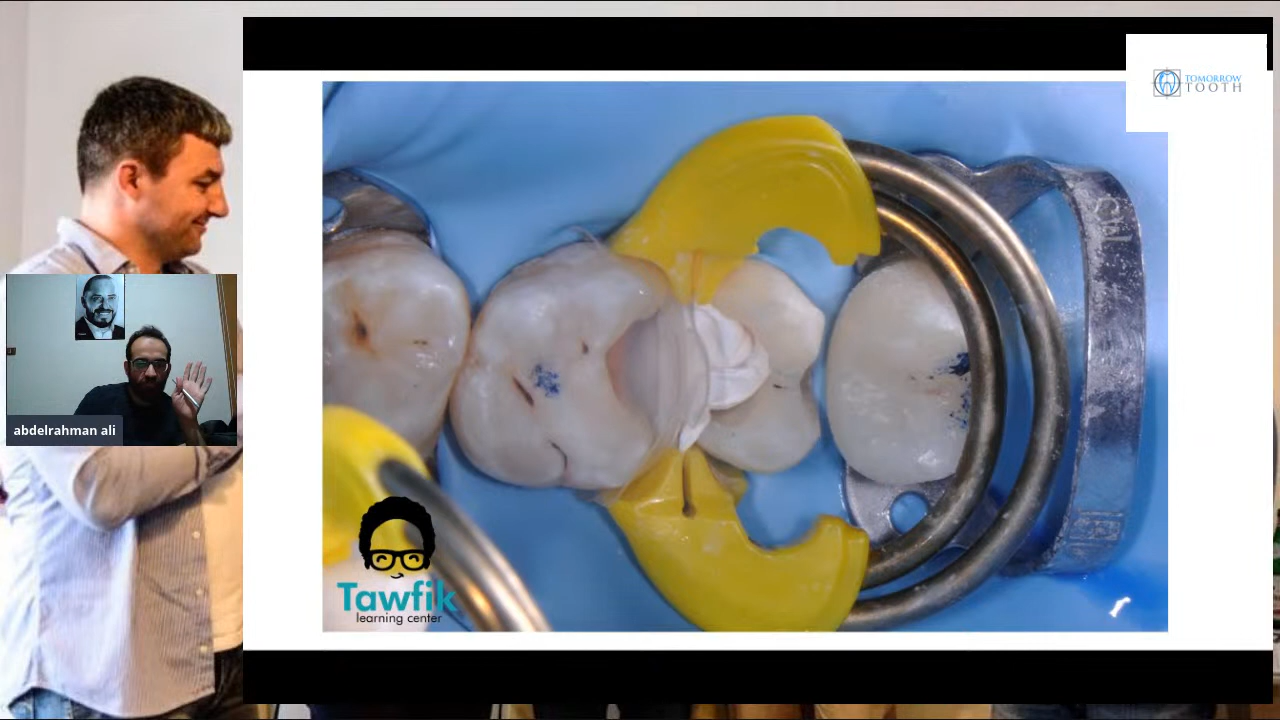 TOMORROW
TOOTH
abdelrahman ali
Tawfik
learning center